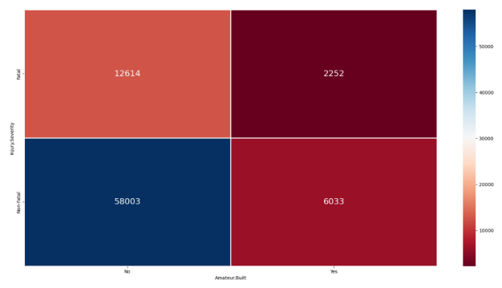 Fatal
12614
2252
Injury.Severity
Non-Fatal
58003
6033
No
Yes
Amateur.Built
50000
40000
30000
20000
10000